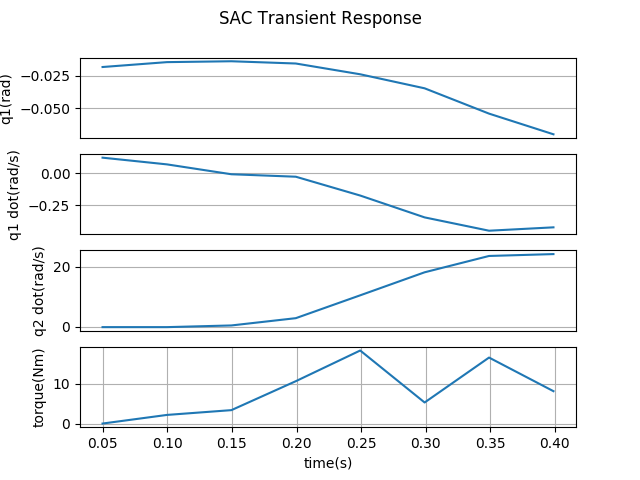 SAC Transient Response
q1(rad)
−0.025
−0.050
q1 dot(rad/s)
0.00
−0.25
q2 dot(rad/s)
20
0
torque(Nm)
10
0
0.05 0.10 0.15 0.20 0.25 0.30 0.35 0.40
time(s)